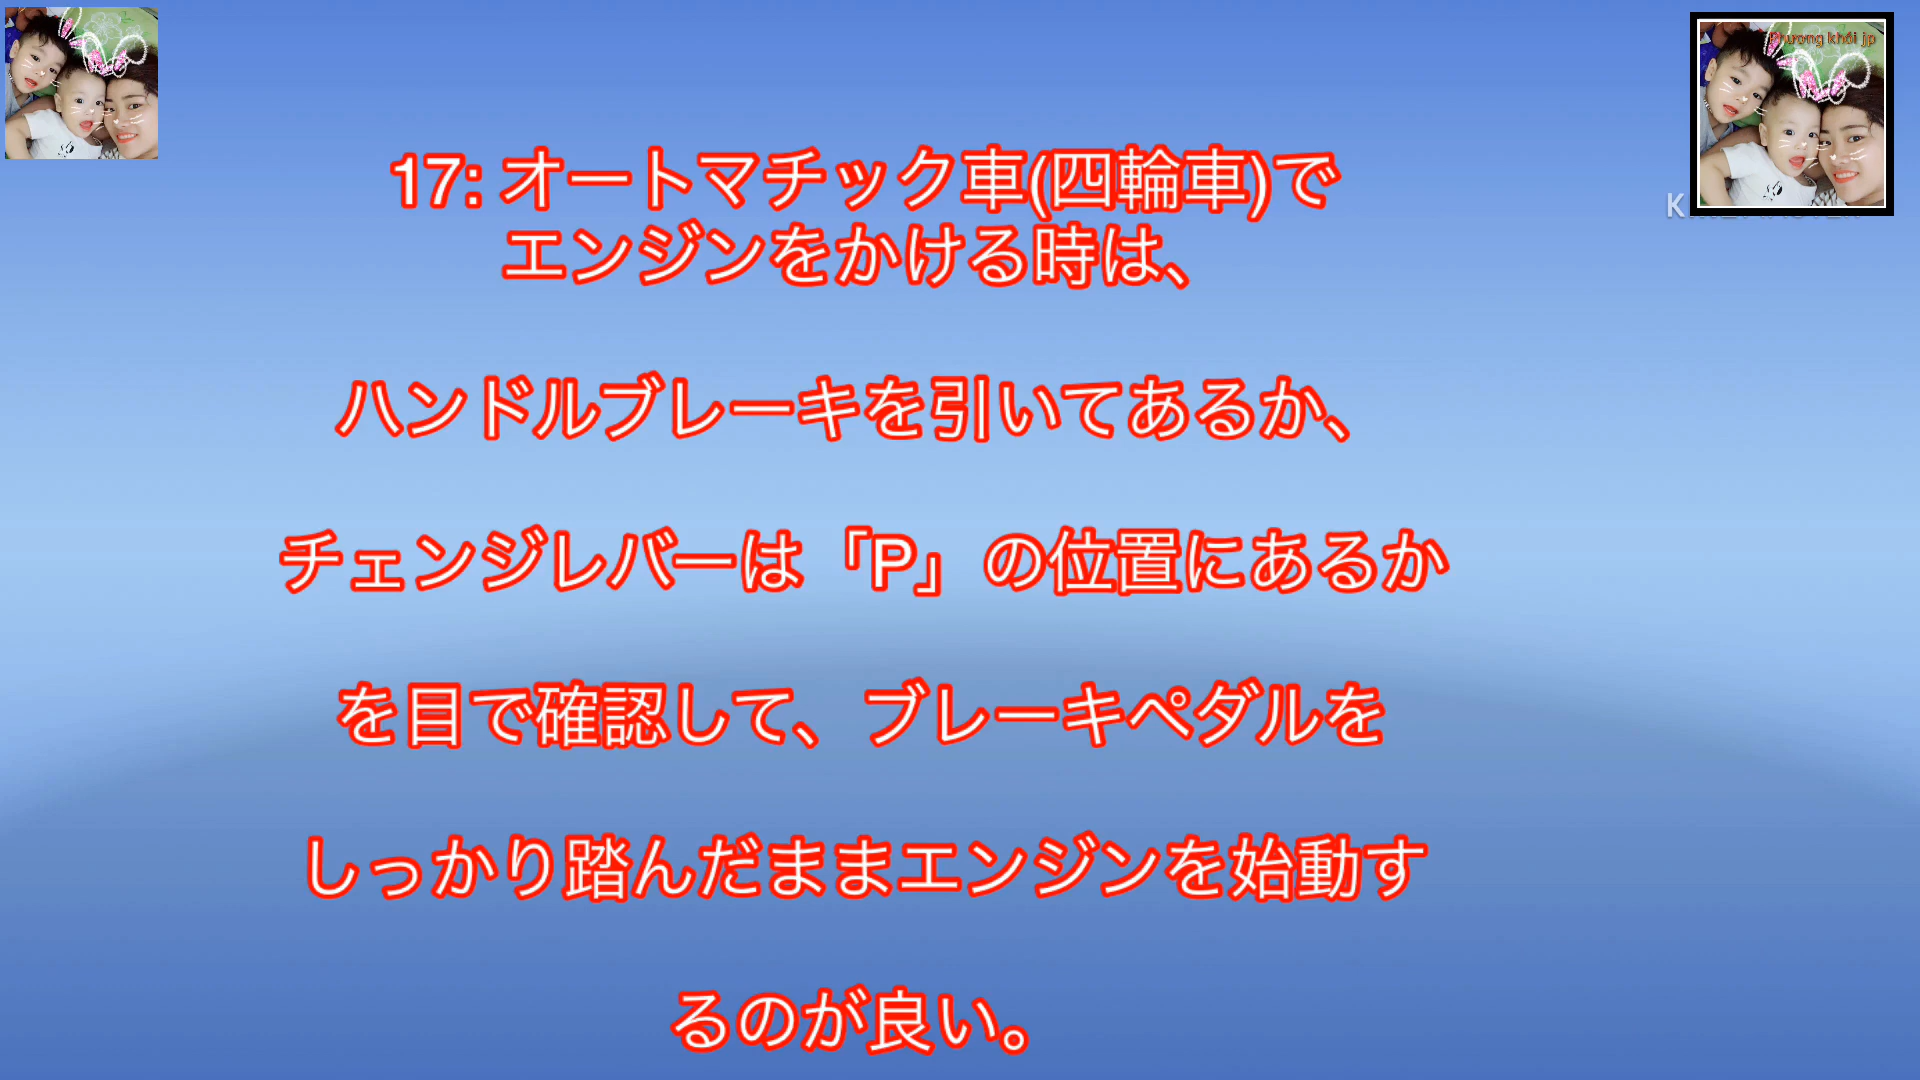 Phương khôi jp
17: オートマチック車(四輪車)で
エンジンをかける時は、
ハンドルブレーキを引いてあるか、
チェンジレバーは「P」の位置にあるか
を目で確認して、ブレーキペダルを
しっかり踏んだままエンジンを始動す
るのが良い。